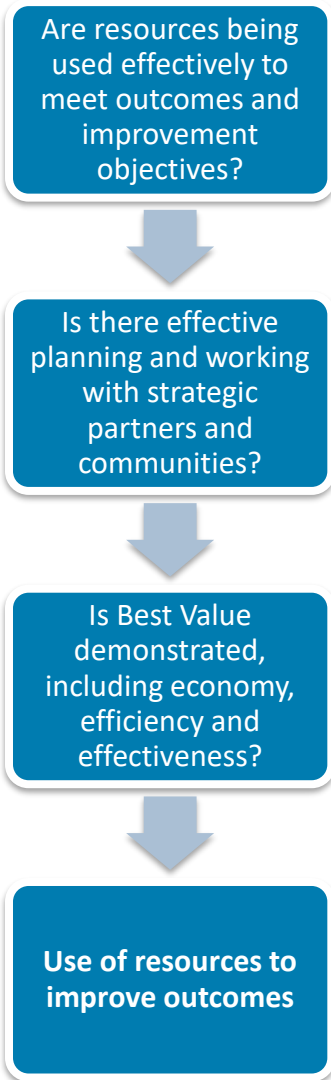 Are resources being
used effectively to
meet outcomes and
improvement
objectives?
Is there effective
planning and working
with strategic
partners and
communities?
Is Best Value
demonstrated,
including economy,
efficiency and
effectiveness?
Use of resources to
improve outcomes